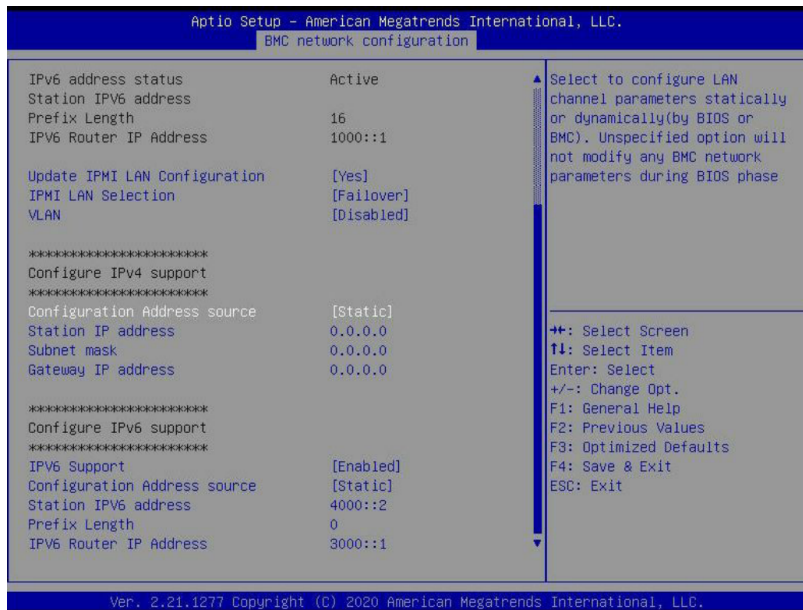 Aptio Setup – American Megatrends International, LLC.
BMC network configuration
IPv6 address status Active
Station IPV6 address
Prefix Length 16
IPV6 Router IP Address 1000::1
Update IPMI LAN Configuration [Yes]
IPMI LAN Selection [Failover]
VLAN [Disabled]
***********************
Configure IPv4 support
***********************
Configuration Address source [Static]
Station IP address 0.0.0.0
Subnet mask 0.0.0.0
Gateway IP address 0.0.0.0
***********************
Configure IPv6 support
***********************
IPV6 Support [Enabled]
Configuration Address source [Static]
Station IPV6 address 4000::2
Prefix Length 0
IPV6 Router IP Address 3000::1
Select to configure LAN
channel parameters statically
or dynamically(by BIOS or
BMC). Unspecified option will
not modify any BMC network
parameters during BIOS phase
→←: Select Screen
↑↓: Select Item
Enter: Select
+/-: Change Opt.
F1: General Help
F2: Previous Values
F3: Optimized Defaults
F4: Save & Exit
ESC: Exit
Ver. 2.21.1277 Copyright (C) 2020 American Megatrends International, LLC.